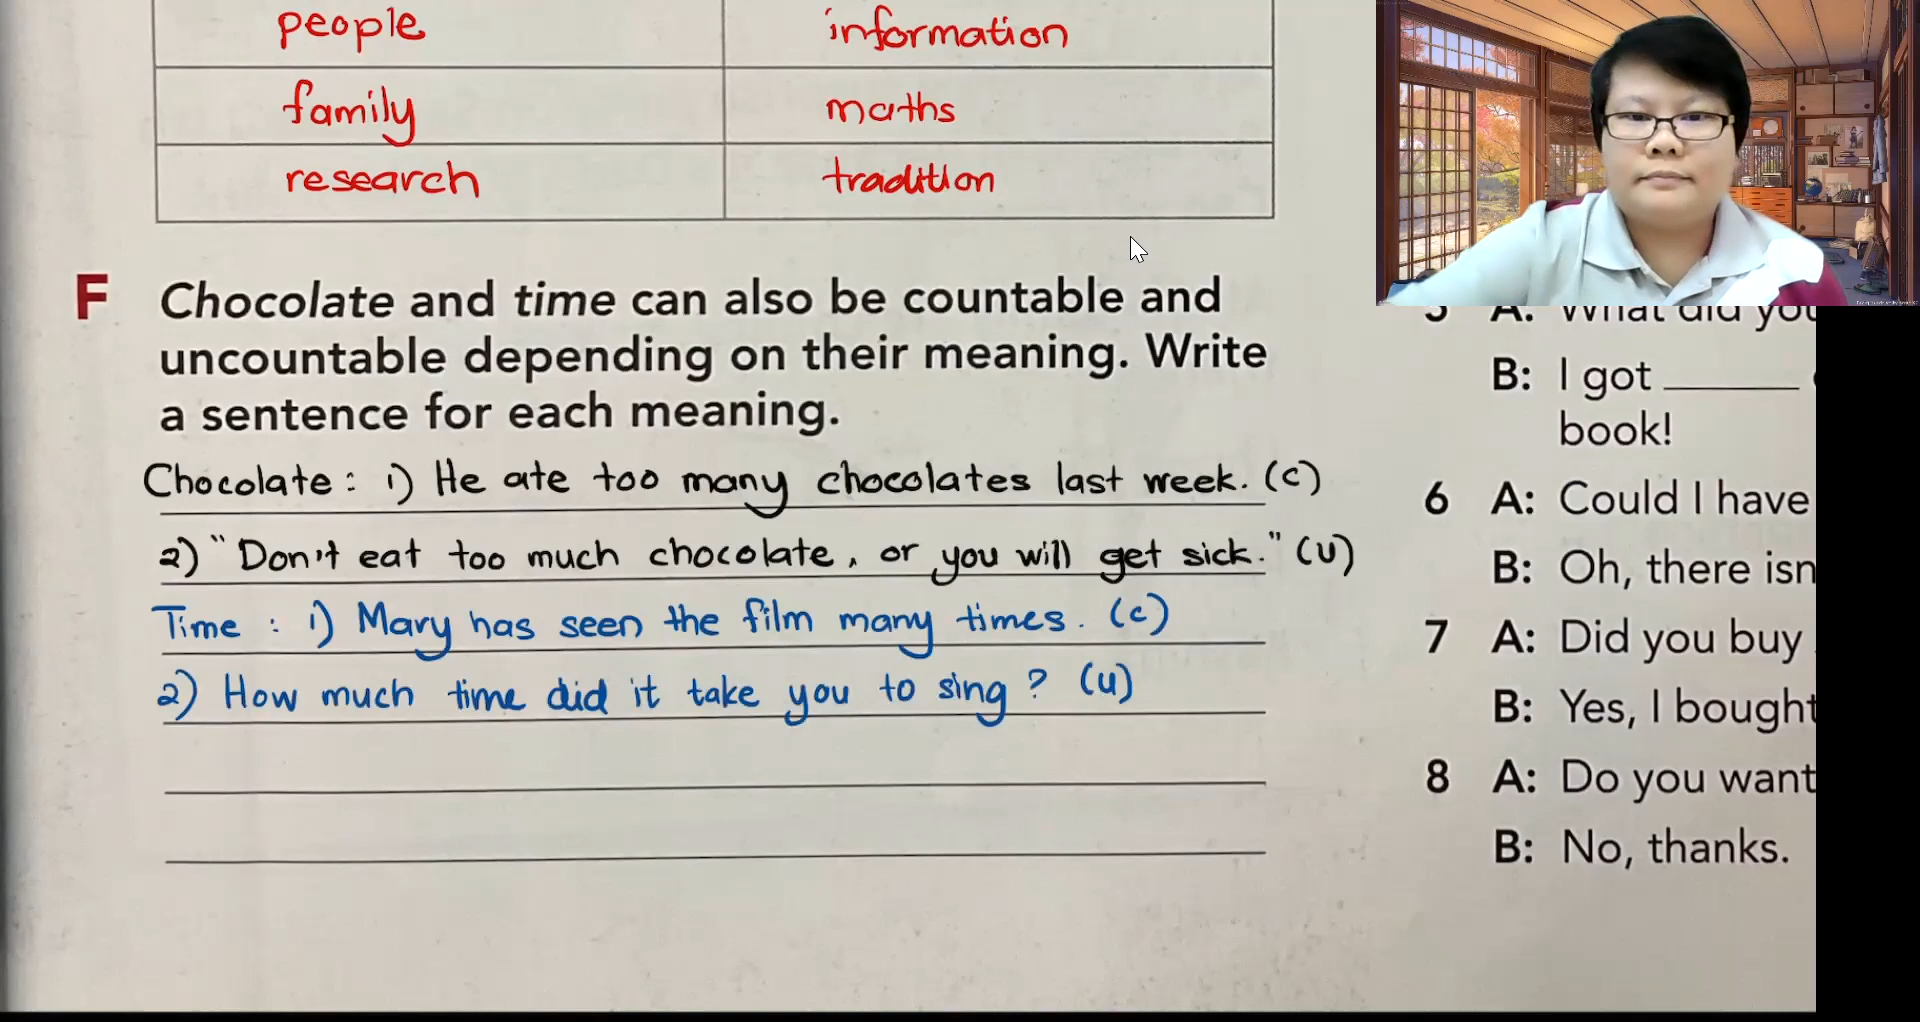 people information
family maths
research tradition
F Chocolate and time can also be countable and
uncountable depending on their meaning. Write
a sentence for each meaning.
Chocolate : 1) He ate too many chocolates last week. (C)
2) "Don't eat too much chocolate, or you will get sick." (U)
Time : 1) Mary has seen the film many times. (C)
2) How much time did it take you to sing? (U)
5 A: What did you
B: I got
book!
6 A: Could I have
B: Oh, there isn
7 A: Did you buy
B: Yes, I bought
8 A: Do you want
B: No, thanks.